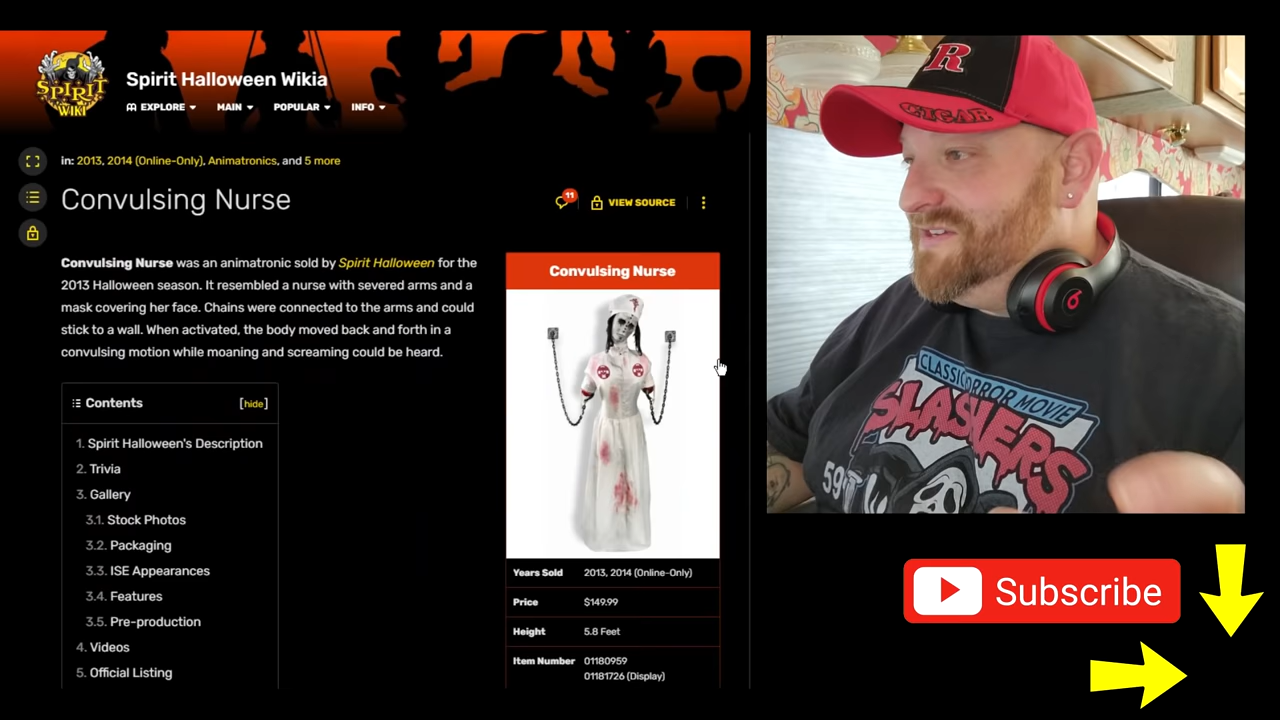 SPIRIT
WIKI
Spirit Halloween Wikia
EXPLORE
MAIN
POPULAR
INFO
in: 2013, 2014 (Online-Only), Animatronics, and 5 more
Convulsing Nurse
11
VIEW SOURCE
Convulsing Nurse was an animatronic sold by Spirit Halloween for the
2013 Halloween season. It resembled a nurse with severed arms and a
mask covering her face. Chains were connected to the arms and could
stick to a wall. When activated, the body moved back and forth in a
convulsing motion while moaning and screaming could be heard.
Contents
[hide]
1. Spirit Halloween's Description
2. Trivia
3. Gallery
3.1. Stock Photos
3.2. Packaging
3.3. ISE Appearances
3.4. Features
3.5. Pre-production
4. Videos
5. Official Listing
Convulsing Nurse
Years Sold 2013, 2014 (Online-Only)
Price $149.99
Height 5.8 Feet
Item Number 01180959
01181726 (Display)
R
CIGAR
CLASSIC HORROR MOVIE
SLASHERS
Subscribe